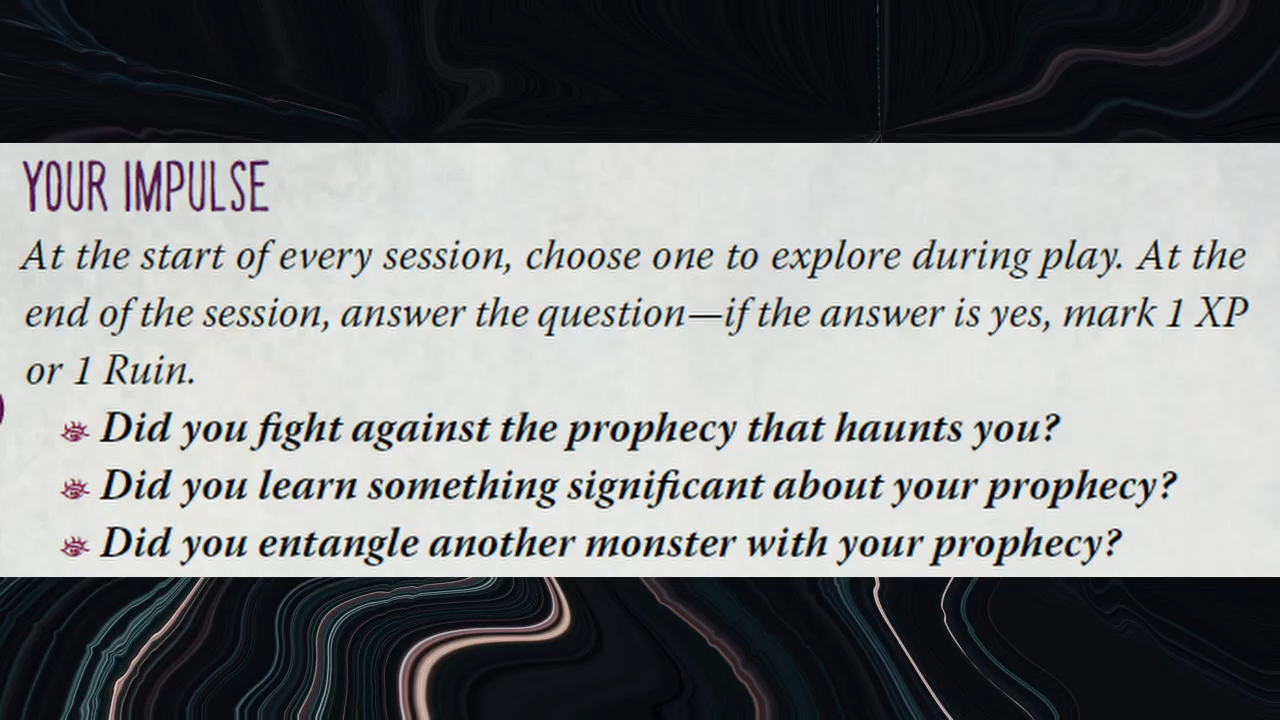 YOUR IMPULSE
At the start of every session, choose one to explore during play. At the
end of the session, answer the question—if the answer is yes, mark 1 XP
or 1 Ruin.
Did you fight against the prophecy that haunts you?
Did you learn something significant about your prophecy?
Did you entangle another monster with your prophecy?